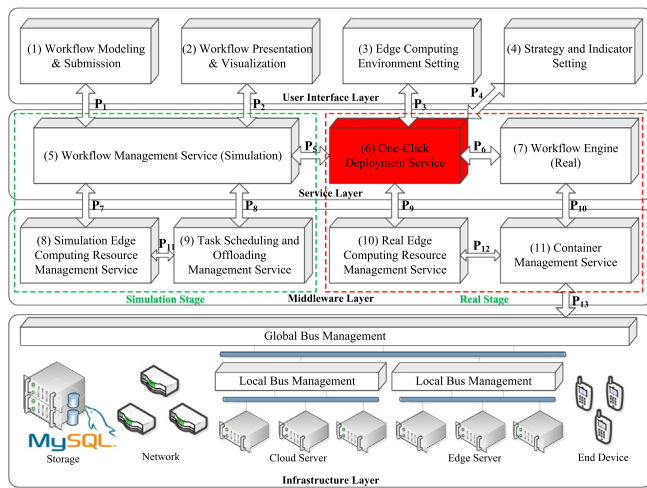 (1) Workflow Modeling
& Submission
(2) Workflow Presentation
& Visualization
(3) Edge Computing
Environment Setting
(4) Strategy and Indicator
Setting
P1
P2
P3
P4
User Interface Layer
(5) Workflow Management Service (Simulation)
P5
(6) One-Click
Deployment Service
P6
(7) Workflow Engine
(Real)
Service Layer
P7
P8
P9
P10
(8) Simulation Edge
Computing Resource
Management Service
P11
(9) Task Scheduling and
Offloading
Management Service
(10) Real Edge
Computing Resource
Management Service
P12
(11) Container
Management Service
Simulation Stage
Middleware Layer
Real Stage
P13
Global Bus Management
Local Bus Management
Local Bus Management
MySQL
Storage
Network
Cloud Server
Edge Server
End Device
Infrastructure Layer